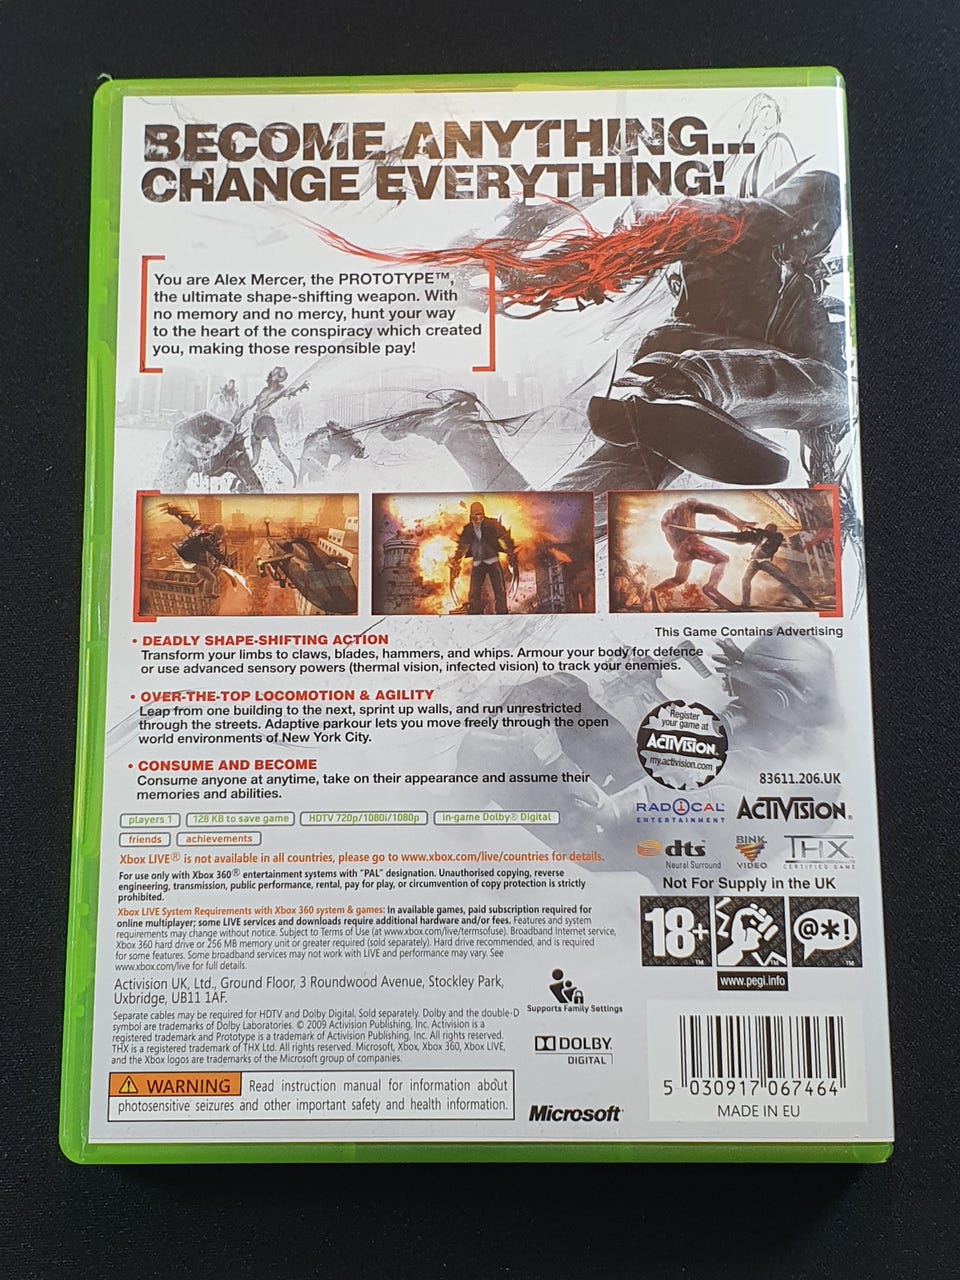 BECOME ANYTHING...
CHANGE EVERYTHING!
You are Alex Mercer, the PROTOTYPE™,
the ultimate shape-shifting weapon. With
no memory and no mercy, hunt your way
to the heart of the conspiracy which created
you, making those responsible pay!
This Game Contains Advertising
• DEADLY SHAPE-SHIFTING ACTION
Transform your limbs to claws, blades, hammers, and whips. Armour your body for defence
or use advanced sensory powers (thermal vision, infected vision) to track your enemies.
• OVER-THE-TOP LOCOMOTION & AGILITY
Leap from one building to the next, sprint up walls, and run unrestricted
through the streets. Adaptive parkour lets you move freely through the open
world environments of New York City.
• CONSUME AND BECOME
Consume anyone at anytime, take on their appearance and assume their
memories and abilities.
Register
your game at
ACTIVISION.
my.activision.com
83611.206.UK
players 1
128 KB to save game
HDTV 720p/1080i/1080p
in-game Dolby® Digital
friends
achievements
RADICAL
ENTERTAINMENT
ACTIVISION®
dts
Neural Surround
BINK
VIDEO
THX
CERTIFIED GAME
Xbox LIVE® is not available in all countries, please go to www.xbox.com/live/countries for details.
For use only with Xbox 360® entertainment systems with "PAL" designation. Unauthorised copying, reverse
engineering, transmission, public performance, rental, pay for play, or circumvention of copy protection is strictly
prohibited.
Xbox LIVE System Requirements with Xbox 360 system & games: In available games, paid subscription required for
online multiplayer; some LIVE services and downloads require additional hardware and/or fees. Features and system
requirements may change without notice. Subject to Terms of Use (at www.xbox.com/live/termsofuse). Broadband Internet service,
Xbox 360 hard drive or 256 MB memory unit or greater required (sold separately). Hard drive recommended, and is required
for some features. Some broadband services may not work with LIVE and performance may vary. See
www.xbox.com/live for full details.
Not For Supply in the UK
18+
@*!
www.pegi.info
Activision UK, Ltd., Ground Floor, 3 Roundwood Avenue, Stockley Park,
Uxbridge, UB11 1AF.
Supports Family Settings
Separate cables may be required for HDTV and Dolby Digital. Sold separately. Dolby and the double-D
symbol are trademarks of Dolby Laboratories. © 2009 Activision Publishing, Inc. Activision is a
registered trademark and Prototype is a trademark of Activision Publishing, Inc. All rights reserved.
THX is a registered trademark of THX Ltd. All rights reserved. Microsoft, Xbox, Xbox 360, Xbox LIVE,
and the Xbox logos are trademarks of the Microsoft group of companies.
DOLBY
DIGITAL
WARNING Read instruction manual for information about
photosensitive seizures and other important safety and health information.
Microsoft®
5 030917 067464
MADE IN EU